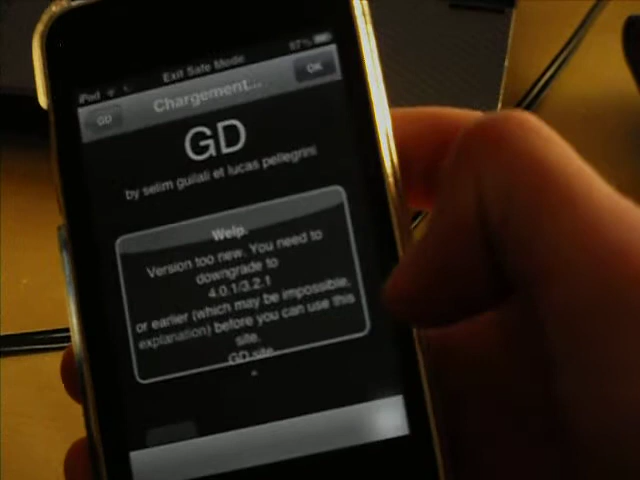 iPod Exit Safe Mode 87%
GD Chargement... OK
GD
by selim guilali et lucas pellegrini
Welp.
Version too new. You need to
downgrade to
4.0.1/3.2.1
or earlier (which may be impossible,
explanation) before you can use this
site.
GD site